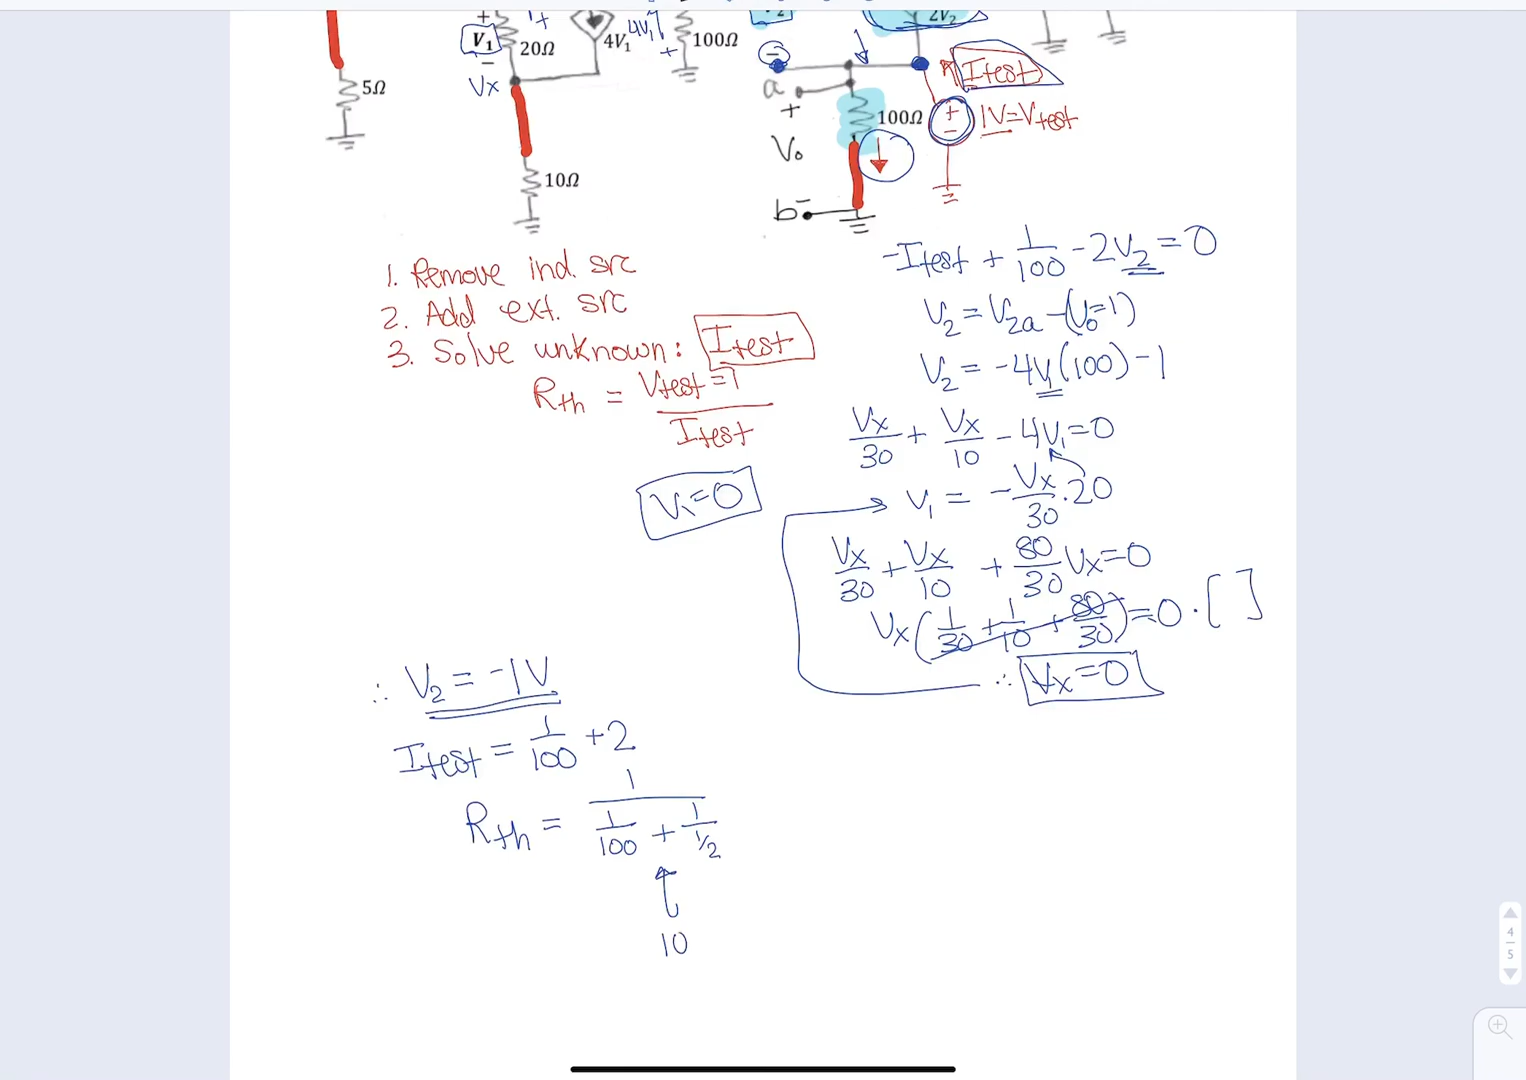 V₁
20Ω
4V₁
4V₁
100Ω
2V₂
5Ω
Vx
a
Itest
+
100Ω
+
−
1V=Vtest
V₀
10Ω
b
−
-Itest + 1/100 - 2V₂ = 0
1. Remove ind. src
2. Add ext. src
3. Solve unknown: Itest
Rth = Vtest=1 / Itest
V₂ = V₂a - (V₀=1)
V₂ = -4V₁(100) - 1
Vx/30 + Vx/10 - 4V₁=0
V₁=0
V₁ = -Vx/30 · 20
Vx/30 + Vx/10 + 80/30 Vx=0
Vx(1/30 + 1/10 + 80/30)=0·[ ]
∴ Vx=0
∴ V₂ = -1V
Itest = 1/100 + 2
Rth = 1 / (1/100 + 1/(1/2))
10
4
5